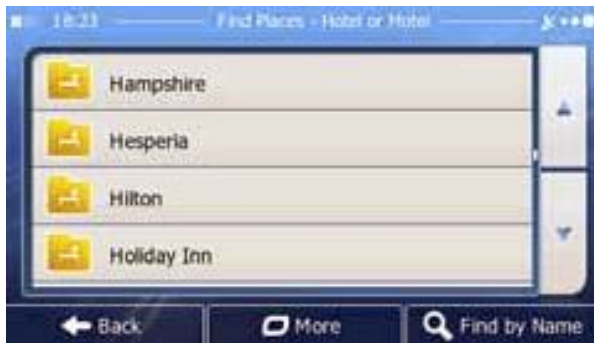 18:23 Find Places - Hotel or Motel
Hampshire
Hesperia
Hilton
Holiday Inn
Back More Find by Name